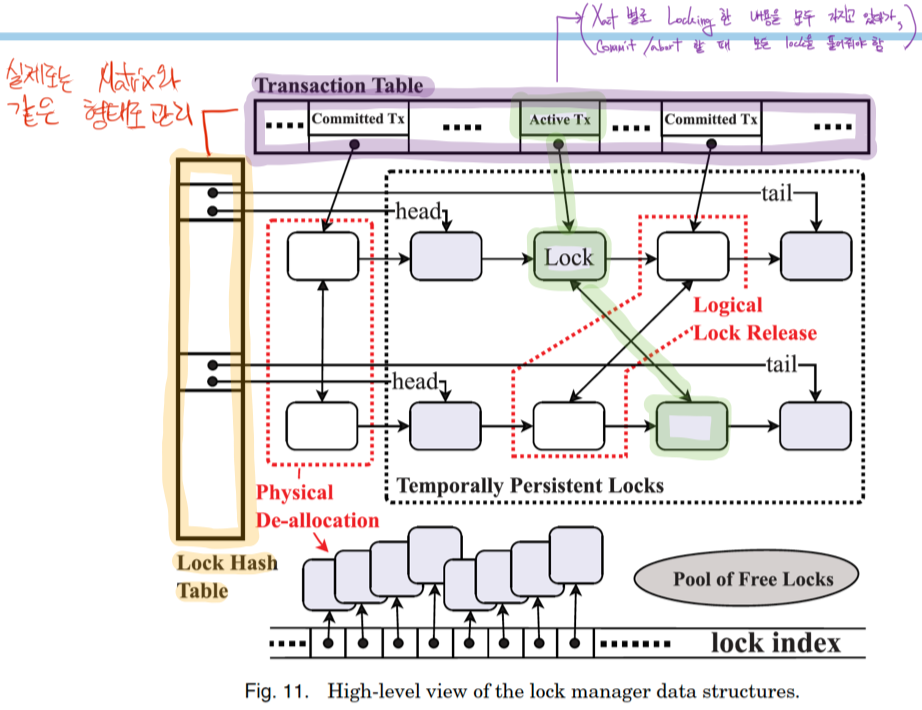 (Xact 별로 Locking 한 내용을 모두 가지고 있다가,
Commit/abort 할 때 모든 lock을 풀어줘야 함)
실제로는 Matrix와
같은 형태로 관리
Transaction Table
Committed Tx
Active Tx
Committed Tx
head
tail
Lock
Logical
Lock Release
head
tail
Temporally Persistent Locks
Physical
De-allocation
Lock Hash
Table
Pool of Free Locks
lock index
Fig. 11. High-level view of the lock manager data structures.